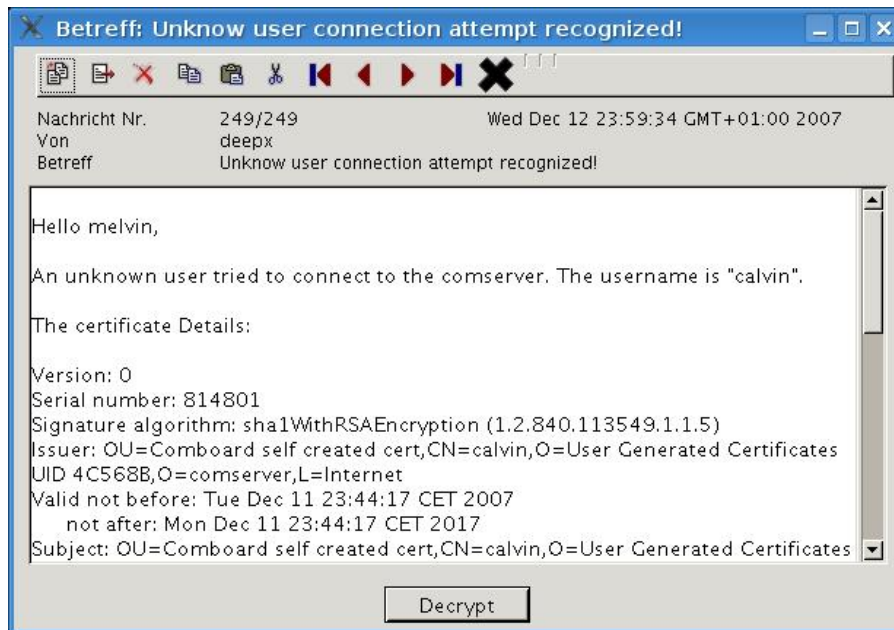 Betreff: Unknow user connection attempt recognized!
Nachricht Nr. 249/249 Wed Dec 12 23:59:34 GMT+01:00 2007
Von deepx
Betreff Unknow user connection attempt recognized!
Hello melvin,
An unknown user tried to connect to the comserver. The username is "calvin".
The certificate Details:
Version: 0
Serial number: 814801
Signature algorithm: sha1WithRSAEncryption (1.2.840.113549.1.1.5)
Issuer: OU=Comboard self created cert,CN=calvin,O=User Generated Certificates
UID 4C568B,O=comserver,L=Internet
Valid not before: Tue Dec 11 23:44:17 CET 2007
not after: Mon Dec 11 23:44:17 CET 2017
Subject: OU=Comboard self created cert,CN=calvin,O=User Generated Certificates
Decrypt